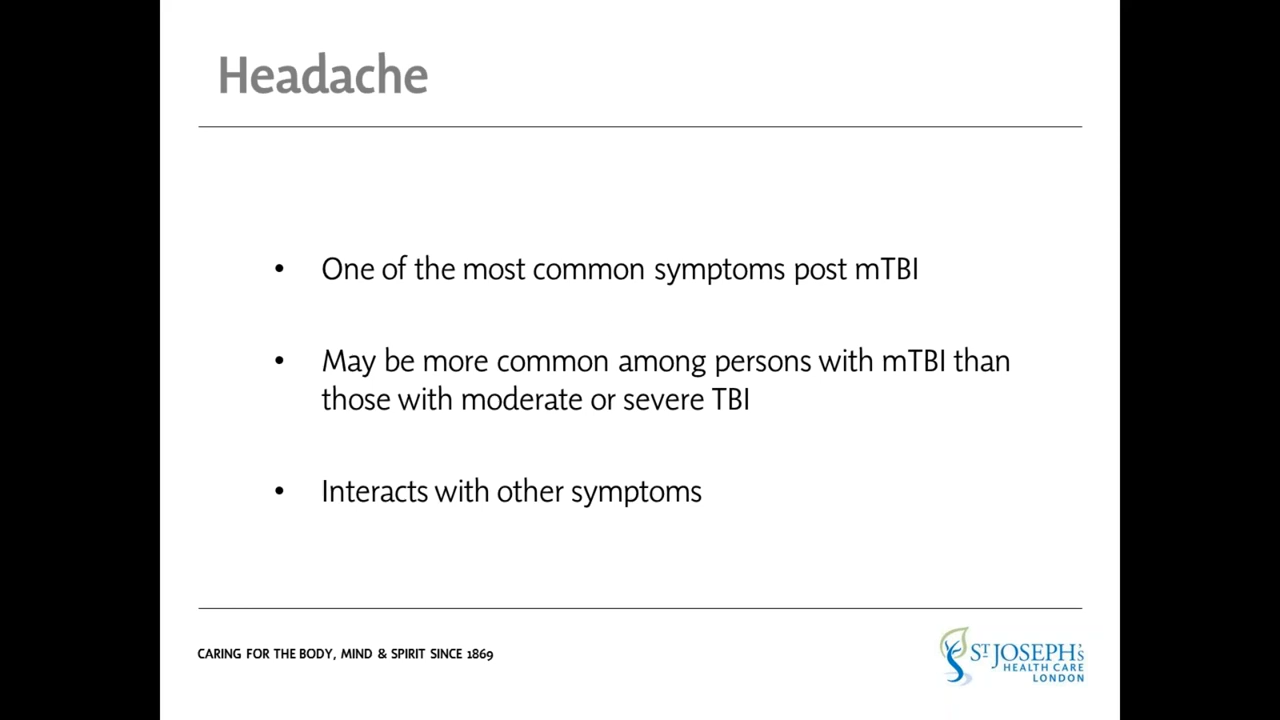 Headache
• One of the most common symptoms post mTBI
• May be more common among persons with mTBI than
those with moderate or severe TBI
• Interacts with other symptoms
CARING FOR THE BODY, MIND & SPIRIT SINCE 1869
ST JOSEPH'S
HEALTH CARE
LONDON